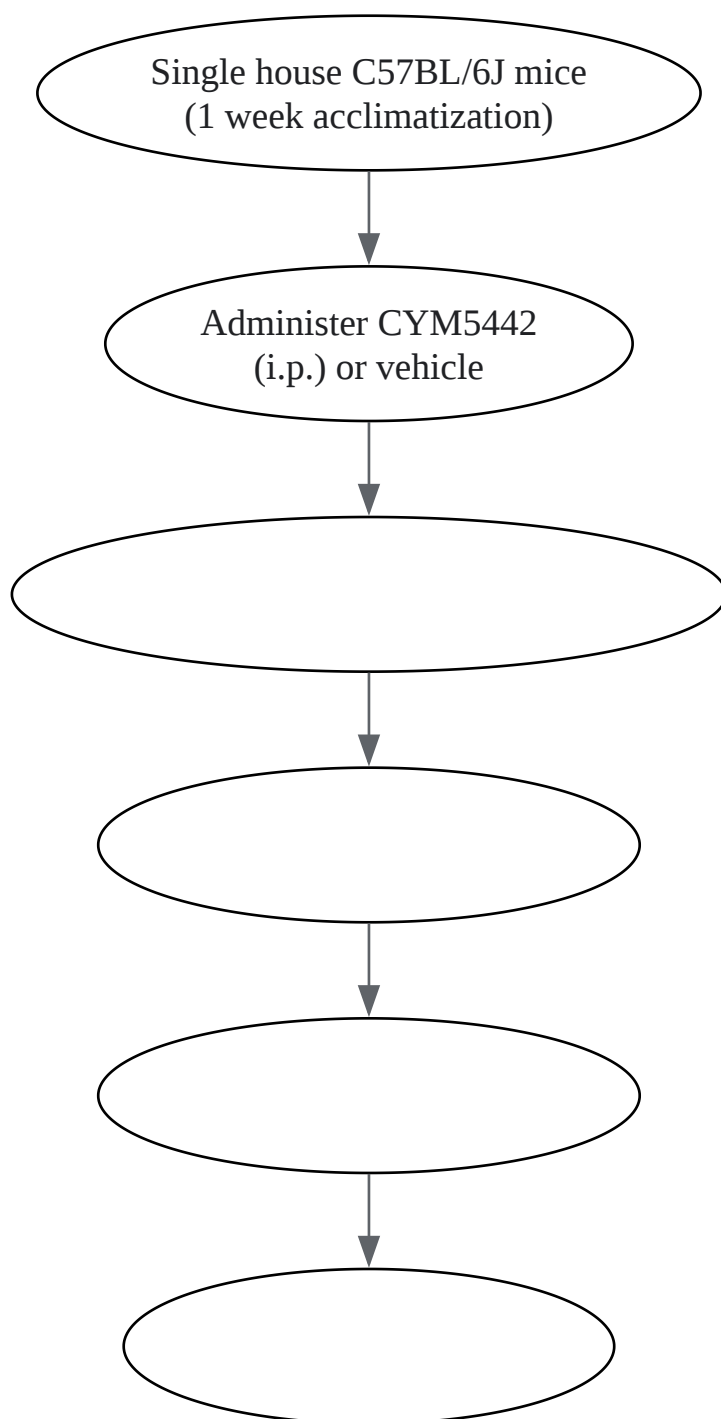 Single house C57BL/6J mice
(1 week acclimatization)
Administer CYM5442
(i.p.) or vehicle